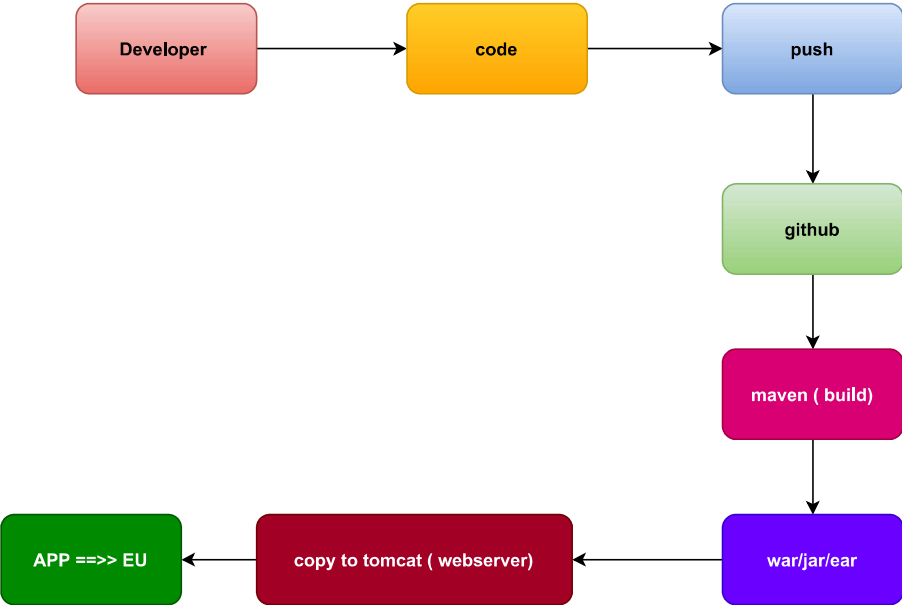 Developer
code
push
github
maven ( build)
war/jar/ear
copy to tomcat ( webserver)
APP ==>> EU